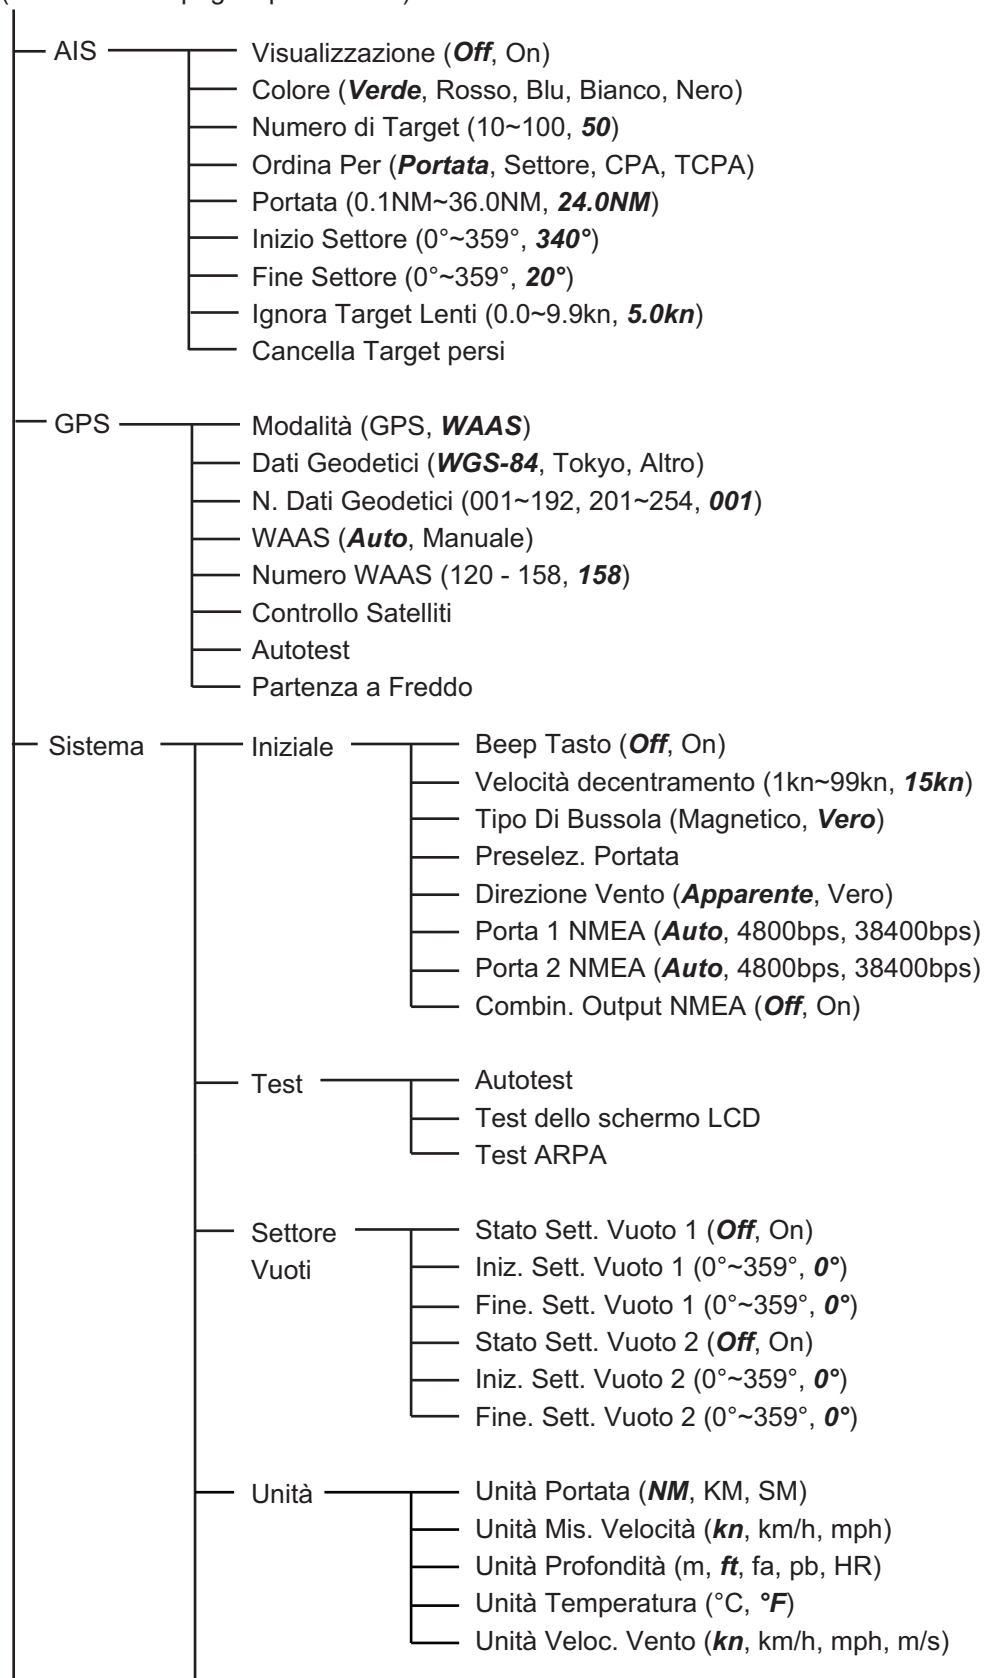 AIS
Visualizzazione (Off, On)
Colore (Verde, Rosso, Blu, Bianco, Nero)
Numero di Target (10~100, 50)
Ordina Per (Portata, Settore, CPA, TCPA)
Portata (0.1NM~36.0NM, 24.0NM)
Inizio Settore (0°~359°, 340°)
Fine Settore (0°~359°, 20°)
Ignora Target Lenti (0.0~9.9kn, 5.0kn)
Cancella Target persi
GPS
Modalità (GPS, WAAS)
Dati Geodetici (WGS-84, Tokyo, Altro)
N. Dati Geodetici (001~192, 201~254, 001)
WAAS (Auto, Manuale)
Numero WAAS (120 - 158, 158)
Controllo Satelliti
Autotest
Partenza a Freddo
Sistema
Iniziale
Beep Tasto (Off, On)
Velocità decentramento (1kn~99kn, 15kn)
Tipo Di Bussola (Magnetico, Vero)
Preselez. Portata
Direzione Vento (Apparente, Vero)
Porta 1 NMEA (Auto, 4800bps, 38400bps)
Porta 2 NMEA (Auto, 4800bps, 38400bps)
Combin. Output NMEA (Off, On)
Test
Autotest
Test dello schermo LCD
Test ARPA
Settore
Vuoti
Stato Sett. Vuoto 1 (Off, On)
Iniz. Sett. Vuoto 1 (0°~359°, 0°)
Fine. Sett. Vuoto 1 (0°~359°, 0°)
Stato Sett. Vuoto 2 (Off, On)
Iniz. Sett. Vuoto 2 (0°~359°, 0°)
Fine. Sett. Vuoto 2 (0°~359°, 0°)
Unità
Unità Portata (NM, KM, SM)
Unità Mis. Velocità (kn, km/h, mph)
Unità Profondità (m, ft, fa, pb, HR)
Unità Temperatura (°C, °F)
Unità Veloc. Vento (kn, km/h, mph, m/s)